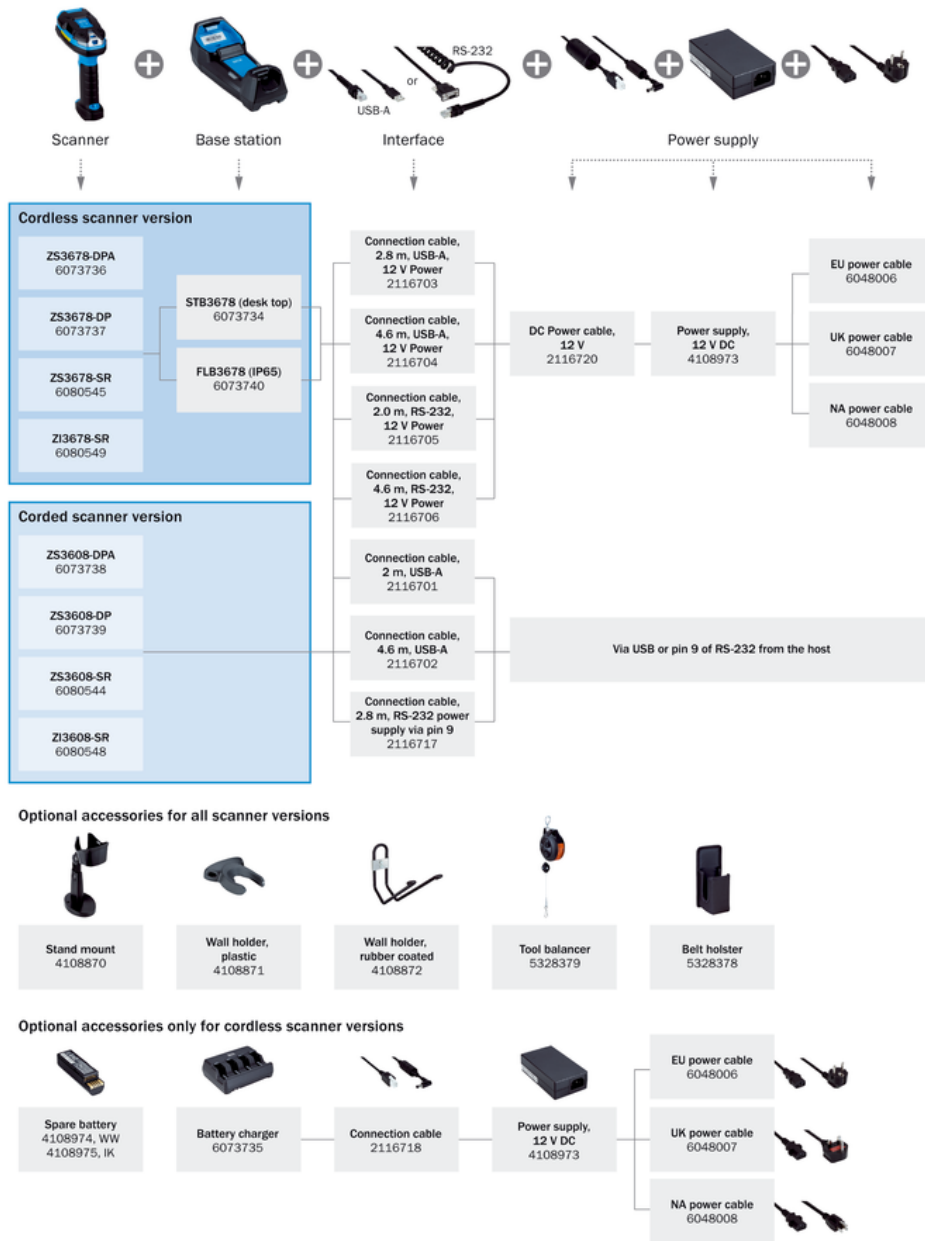 RS-232
or
USB-A
Scanner
Base station
Interface
Power supply
Cordless scanner version
ZS3678-DPA
6073736
ZS3678-DP
6073737
ZS3678-SR
6080545
ZI3678-SR
6080549
STB3678 (desk top)
6073734
FLB3678 (IP65)
6073740
Connection cable,
2.8 m, USB-A,
12 V Power
2116703
Connection cable,
4.6 m, USB-A,
12 V Power
2116704
Connection cable,
2.0 m, RS-232,
12 V Power
2116705
Connection cable,
4.6 m, RS-232,
12 V Power
2116706
DC Power cable,
12 V
2116720
Power supply,
12 V DC
4108973
EU power cable
6048006
UK power cable
6048007
NA power cable
6048008
Corded scanner version
ZS3608-DPA
6073738
ZS3608-DP
6073739
ZS3608-SR
6080544
ZI3608-SR
6080548
Connection cable,
2 m, USB-A
2116701
Connection cable,
4.6 m, USB-A
2116702
Connection cable,
2.8 m, RS-232 power
supply via pin 9
2116717
Via USB or pin 9 of RS-232 from the host
Optional accessories for all scanner versions
Stand mount
4108870
Wall holder,
plastic
4108871
Wall holder,
rubber coated
4108872
Tool balancer
5328379
Belt holster
5328378
Optional accessories only for cordless scanner versions
Spare battery
4108974, WW
4108975, IK
Battery charger
6073735
Connection cable
2116718
Power supply,
12 V DC
4108973
EU power cable
6048006
UK power cable
6048007
NA power cable
6048008